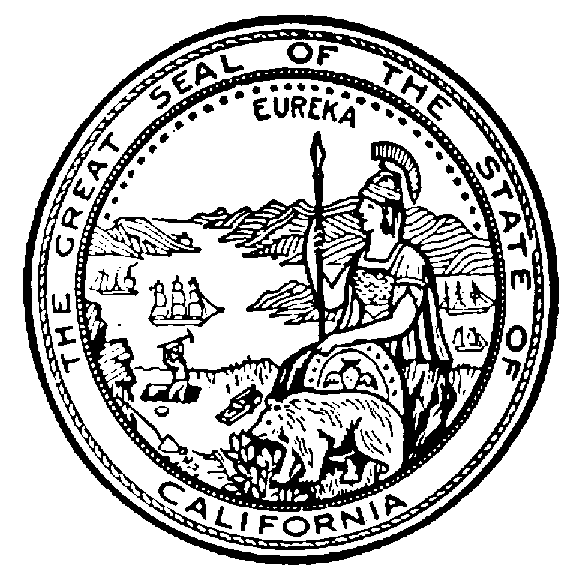 THE GREAT SEAL OF THE STATE OF
CALIFORNIA
EUREKA